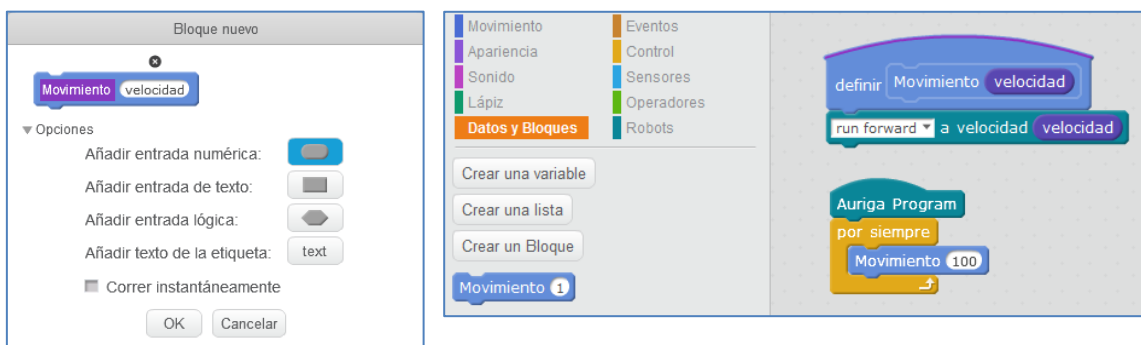 Bloque nuevo
Movimiento velocidad
Opciones
Añadir entrada numérica:
Añadir entrada de texto:
Añadir entrada lógica:
Añadir texto de la etiqueta: text
Correr instantáneamente
OK Cancelar
Movimiento Eventos
Apariencia Control
Sonido Sensores
Lápiz Operadores
Datos y Bloques Robots
Crear una variable
Crear una lista
Crear un Bloque
Movimiento 1
definir Movimiento velocidad
run forward a velocidad velocidad
Auriga Program
por siempre
Movimiento 100